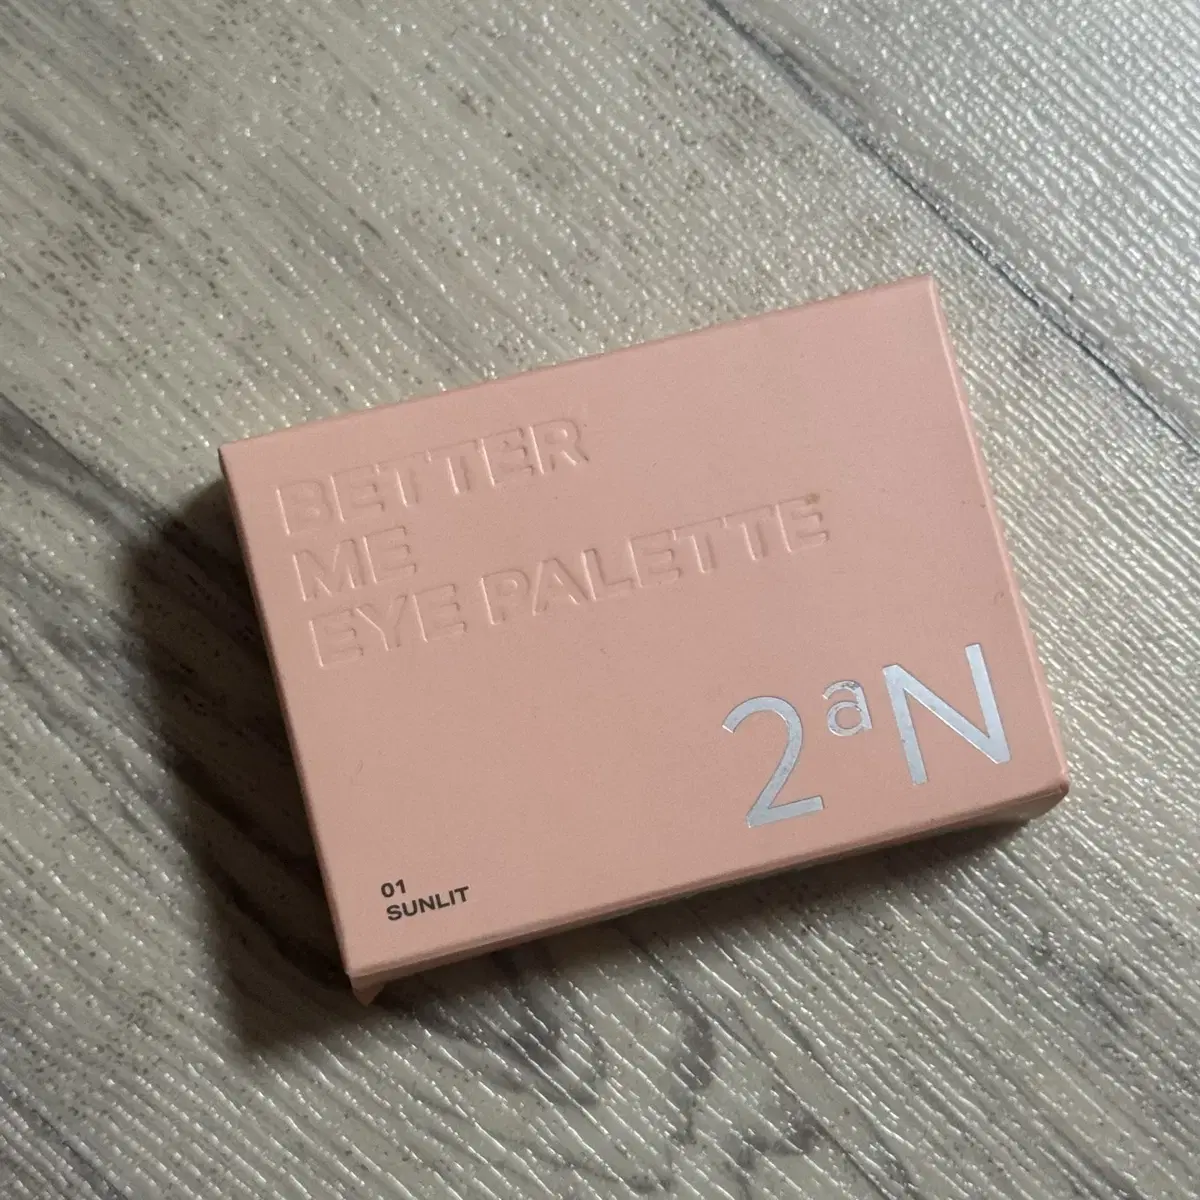 BETTER
ME
EYE PALETTE
2aN
01
SUNLIT